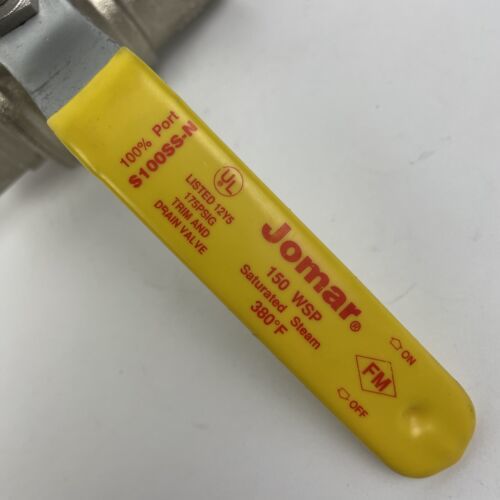 100% Port
S100SS-N
UL
LISTED 12Y5
175PSIG
TRIM AND
DRAIN VALVE
Jomar®
150 WSP
Saturated Steam
380°F
ON
FM
OFF